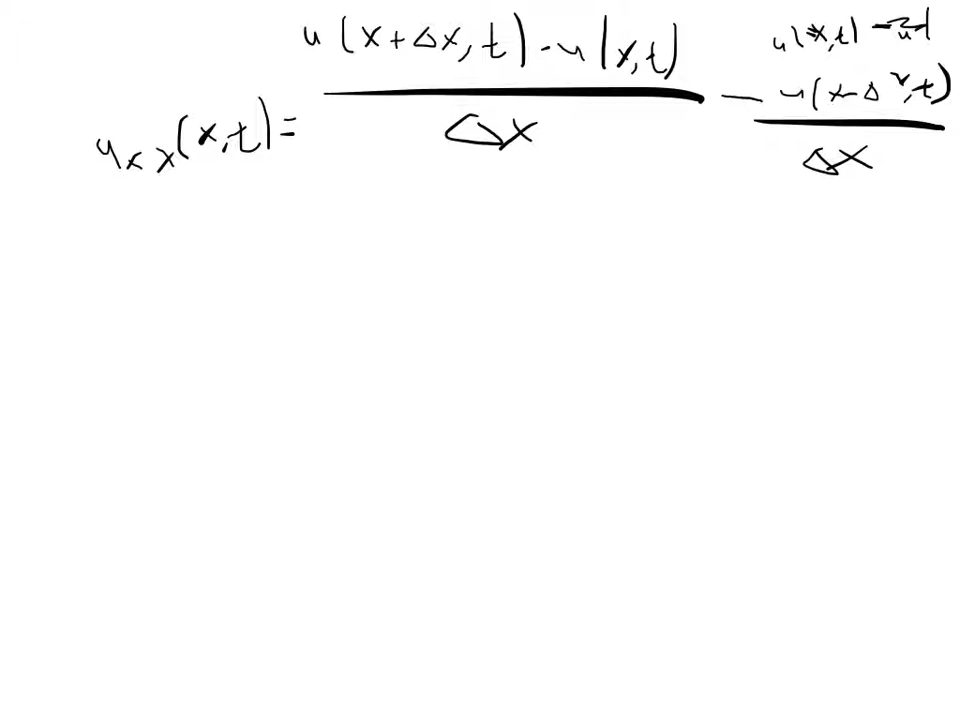 u(x+Δx,t)-u(x,t)
u(x,t)
- u(x-Δx,t)
u_xx(x,t)=
Δx
Δx